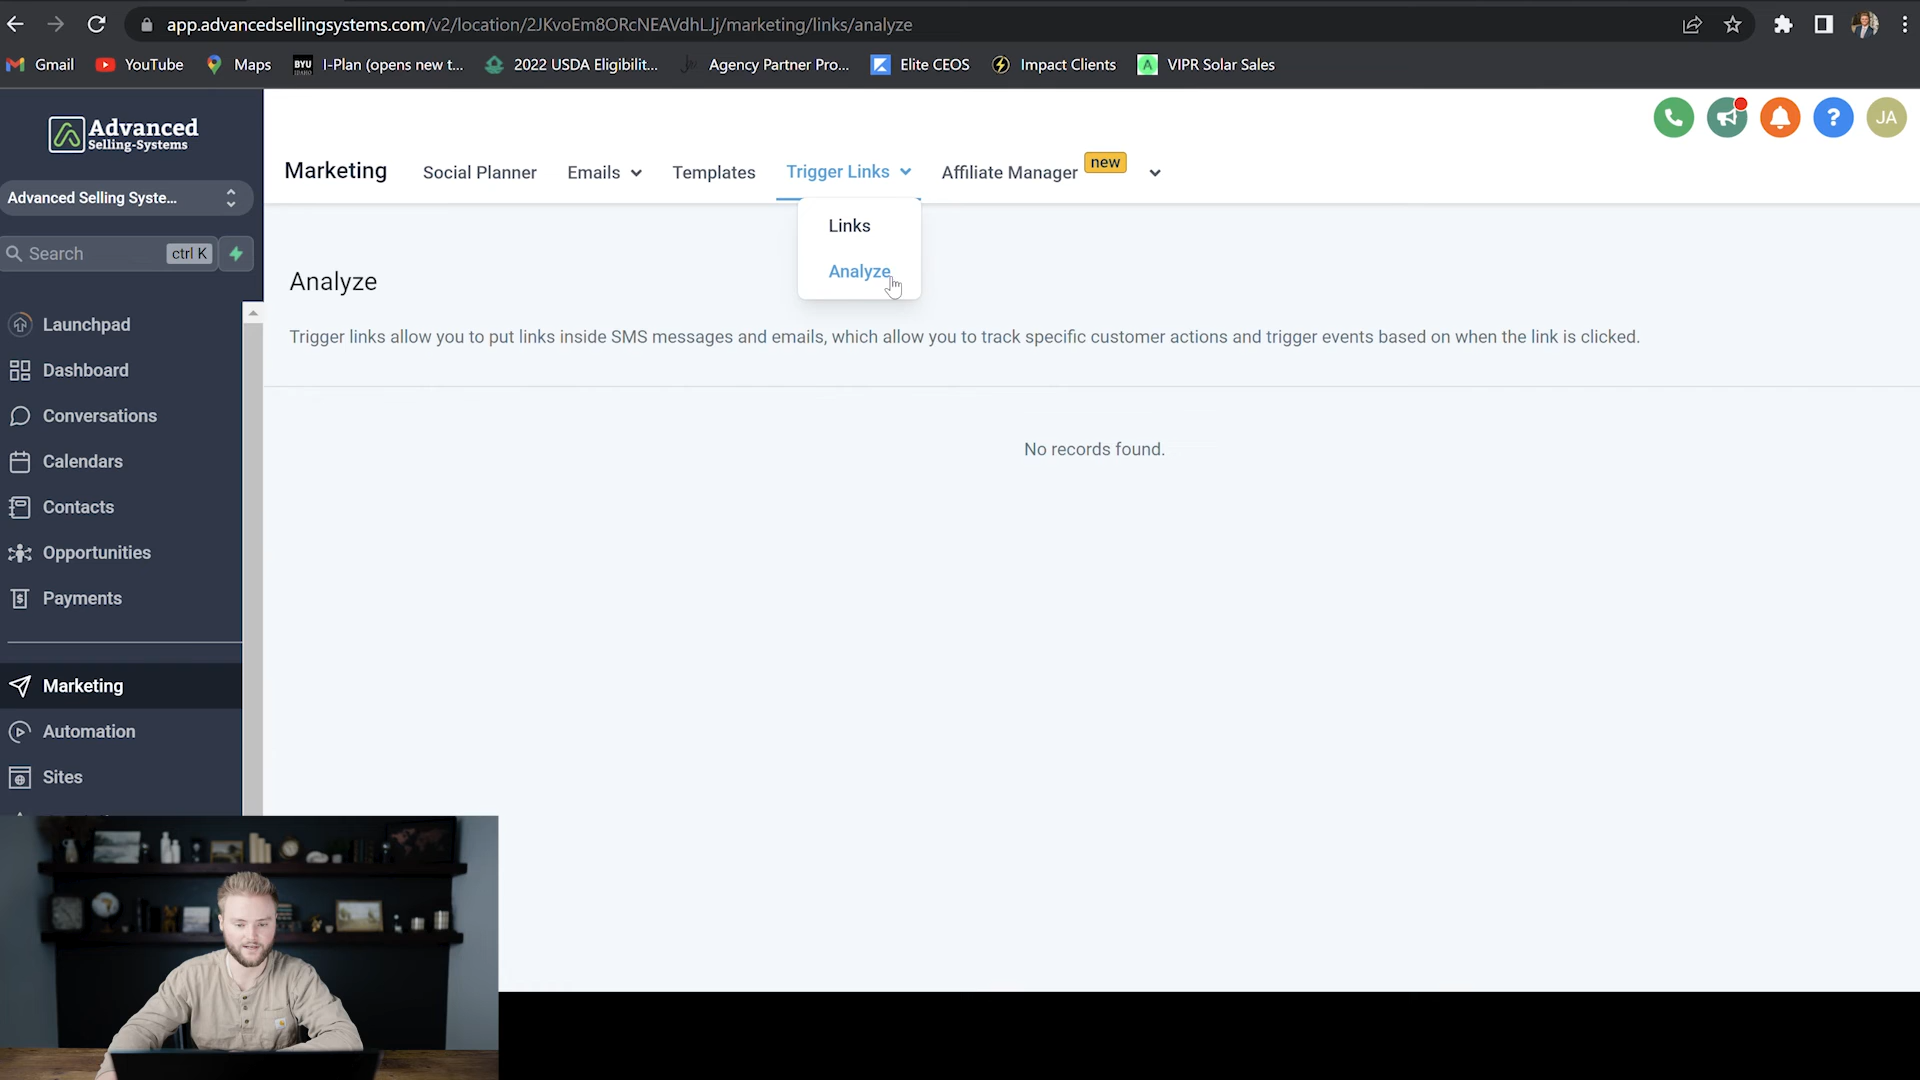 app.advancedsellingsystems.com/v2/location/2JKvoEm8ORcNEAVdhLJj/marketing/links/analyze
Gmail
YouTube
Maps
BYU
IDAHO
I-Plan (opens new t...
2022 USDA Eligibilit...
Agency Partner Pro...
Elite CEOS
Impact Clients
A
VIPR Solar Sales
Advanced
Selling-Systems
Advanced Selling Syste...
Search
ctrl K
Launchpad
Dashboard
Conversations
Calendars
Contacts
Opportunities
Payments
Marketing
Automation
Sites
Marketing
Social Planner
Emails
Templates
Trigger Links
Affiliate Manager
new
?
JA
Links
Analyze
Analyze
Trigger links allow you to put links inside SMS messages and emails, which allow you to track specific customer actions and trigger events based on when the link is clicked.
No records found.